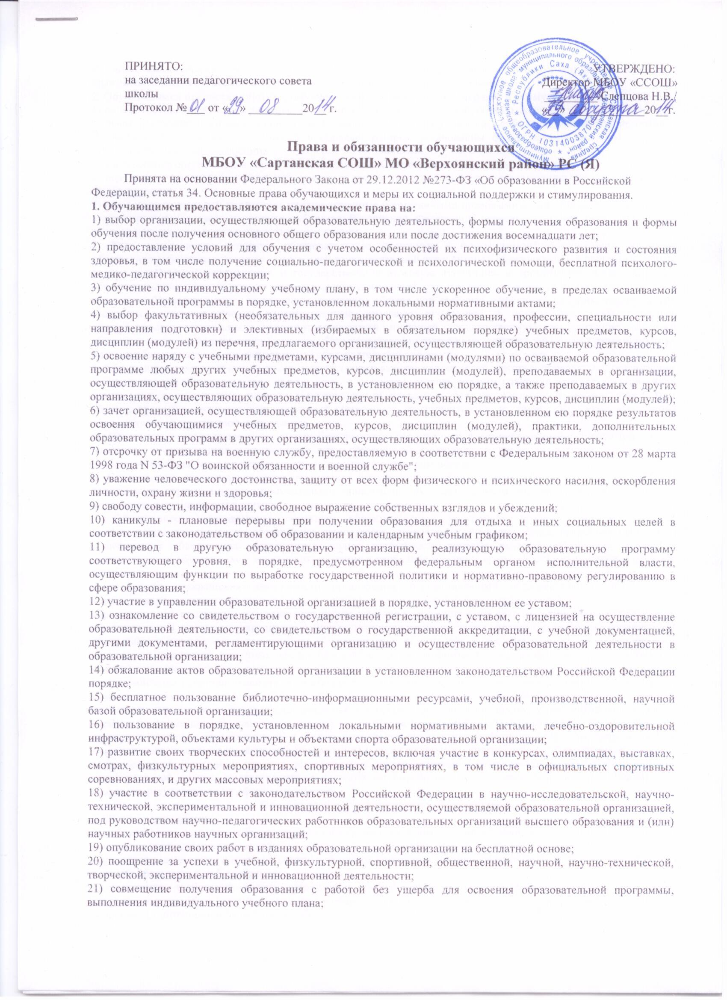 ПРИНЯТО:
на заседании педагогического совета
школы
Протокол № 01 от «29» 08 2014 г.
УТВЕРЖДЕНО:
Директор МБОУ «ССОШ»
/Слепцова Н.В./
«29» августа 2014 г.
Права и обязанности обучающихся
МБОУ «Сартанская СОШ» МО «Верхоянский район» РС (Я)
Принята на основании Федерального Закона от 29.12.2012 №273-ФЗ «Об образовании в Российской
Федерации, статья 34. Основные права обучающихся и меры их социальной поддержки и стимулирования.
1. Обучающимся предоставляются академические права на:
1) выбор организации, осуществляющей образовательную деятельность, формы получения образования и формы
обучения после получения основного общего образования или после достижения восемнадцати лет;
2) предоставление условий для обучения с учетом особенностей их психофизического развития и состояния
здоровья, в том числе получение социально-педагогической и психологической помощи, бесплатной психолого-
медико-педагогической коррекции;
3) обучение по индивидуальному учебному плану, в том числе ускоренное обучение, в пределах осваиваемой
образовательной программы в порядке, установленном локальными нормативными актами;
4) выбор факультативных (необязательных для данного уровня образования, профессии, специальности или
направления подготовки) и элективных (избираемых в обязательном порядке) учебных предметов, курсов,
дисциплин (модулей) из перечня, предлагаемого организацией, осуществляющей образовательную деятельность;
5) освоение наряду с учебными предметами, курсами, дисциплинами (модулями) по осваиваемой образовательной
программе любых других учебных предметов, курсов, дисциплин (модулей), преподаваемых в организации,
осуществляющей образовательную деятельность, в установленном ею порядке, а также преподаваемых в других
организациях, осуществляющих образовательную деятельность, учебных предметов, курсов, дисциплин (модулей);
6) зачет организацией, осуществляющей образовательную деятельность, в установленном ею порядке результатов
освоения обучающимися учебных предметов, курсов, дисциплин (модулей), практики, дополнительных
образовательных программ в других организациях, осуществляющих образовательную деятельность;
7) отсрочку от призыва на военную службу, предоставляемую в соответствии с Федеральным законом от 28 марта
1998 года N 53-ФЗ "О воинской обязанности и военной службе";
8) уважение человеческого достоинства, защиту от всех форм физического и психического насилия, оскорбления
личности, охрану жизни и здоровья;
9) свободу совести, информации, свободное выражение собственных взглядов и убеждений;
10) каникулы - плановые перерывы при получении образования для отдыха и иных социальных целей в
соответствии с законодательством об образовании и календарным учебным графиком;
11) перевод в другую образовательную организацию, реализующую образовательную программу
соответствующего уровня, в порядке, предусмотренном федеральным органом исполнительной власти,
осуществляющим функции по выработке государственной политики и нормативно-правовому регулированию в
сфере образования;
12) участие в управлении образовательной организацией в порядке, установленном ее уставом;
13) ознакомление со свидетельством о государственной регистрации, с уставом, с лицензией на осуществление
образовательной деятельности, со свидетельством о государственной аккредитации, с учебной документацией,
другими документами, регламентирующими организацию и осуществление образовательной деятельности в
образовательной организации;
14) обжалование актов образовательной организации в установленном законодательством Российской Федерации
порядке;
15) бесплатное пользование библиотечно-информационными ресурсами, учебной, производственной, научной
базой образовательной организации;
16) пользование в порядке, установленном локальными нормативными актами, лечебно-оздоровительной
инфраструктурой, объектами культуры и объектами спорта образовательной организации;
17) развитие своих творческих способностей и интересов, включая участие в конкурсах, олимпиадах, выставках,
смотрах, физкультурных мероприятиях, спортивных мероприятиях, в том числе в официальных спортивных
соревнованиях, и других массовых мероприятиях;
18) участие в соответствии с законодательством Российской Федерации в научно-исследовательской, научно-
технической, экспериментальной и инновационной деятельности, осуществляемой образовательной организацией,
под руководством научно-педагогических работников образовательных организаций высшего образования и (или)
научных работников научных организаций;
19) опубликование своих работ в изданиях образовательной организации на бесплатной основе;
20) поощрение за успехи в учебной, физкультурной, спортивной, общественной, научной, научно-технической,
творческой, экспериментальной и инновационной деятельности;
21) совмещение получения образования с работой без ущерба для освоения образовательной программы,
выполнения индивидуального учебного плана;